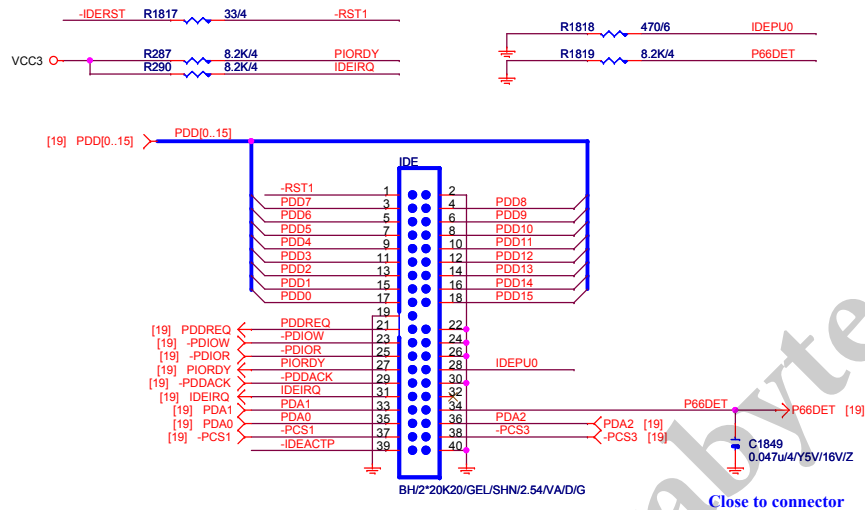 -IDERST R1817 33/4 -RST1
R1818 470/6 IDEPU0
VCC3 R287 8.2K/4 PIORDY
R290 8.2K/4 IDEIRQ
R1819 8.2K/4 P66DET
[19] PDD[0..15] PDD[0..15]
IDE
-RST1 1 2
PDD7 3 4 PDD8
PDD6 5 6 PDD9
PDD5 7 8 PDD10
PDD4 9 10 PDD11
PDD3 11 12 PDD12
PDD2 13 14 PDD13
PDD1 15 16 PDD14
PDD0 17 18 PDD15
19
[19] PDDREQ PDDREQ 21 22
[19] -PDIOW -PDIOW 23 24
[19] -PDIOR -PDIOR 25 26
[19] PIORDY PIORDY 27 28 IDEPU0
[19] -PDDACK -PDDACK 29 30
[19] IDEIRQ IDEIRQ 31 32
[19] PDA1 PDA1 33 34 P66DET P66DET [19]
[19] PDA0 PDA0 35 36 PDA2 PDA2 [19]
[19] -PCS1 -PCS1 37 38 -PCS3 -PCS3 [19]
-IDEACTP 39 40
C1849
0.047u/4/Y5V/16V/Z
BH/2*20K20/GEL/SHN/2.54/VA/D/G
Close to connector
abyte